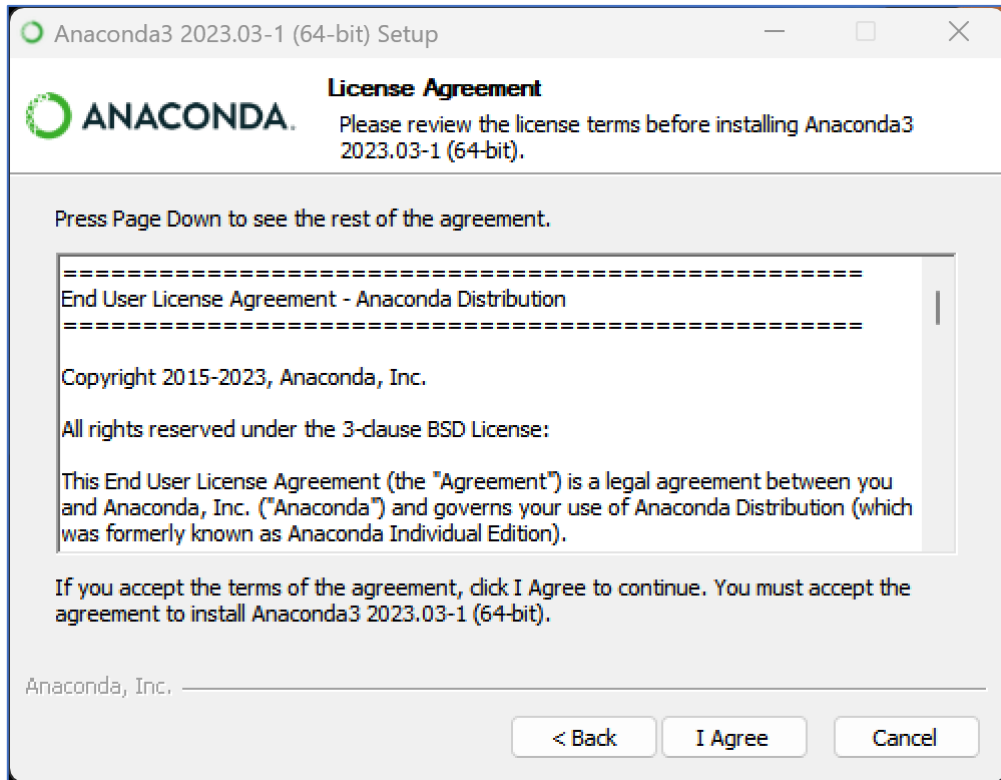 Anaconda3 2023.03-1 (64-bit) Setup
ANACONDA.
License Agreement
Please review the license terms before installing Anaconda3
2023.03-1 (64-bit).
Press Page Down to see the rest of the agreement.
==================================================
End User License Agreement - Anaconda Distribution
==================================================
Copyright 2015-2023, Anaconda, Inc.
All rights reserved under the 3-clause BSD License:
This End User License Agreement (the "Agreement") is a legal agreement between you
and Anaconda, Inc. ("Anaconda") and governs your use of Anaconda Distribution (which
was formerly known as Anaconda Individual Edition).
If you accept the terms of the agreement, click I Agree to continue. You must accept the
agreement to install Anaconda3 2023.03-1 (64-bit).
Anaconda, Inc.
< Back
I Agree
Cancel